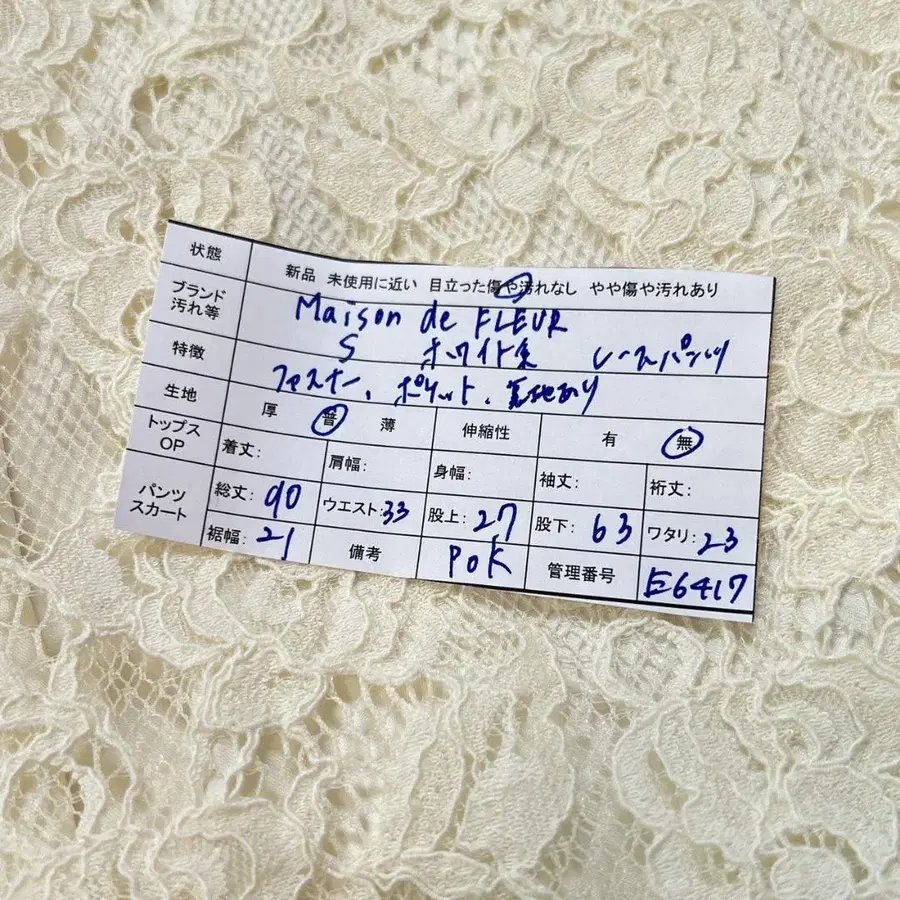 状態 新品 未使用に近い 目立った傷や汚れなし やや傷や汚れあり
ブランド 汚れ等 Maison de FLEUR
S ホワイト系 レースパンツ
特徴 ファスナー、ポケット、裏地あり
生地 厚 普 薄 伸縮性 有 無
トップス OP 着丈: 肩幅: 身幅: 袖丈: 裄丈:
パンツ スカート 総丈: 90 ウエスト: 33 股上: 27 股下: 63 ワタリ: 23
裾幅: 21 備考 POK 管理番号 E6417